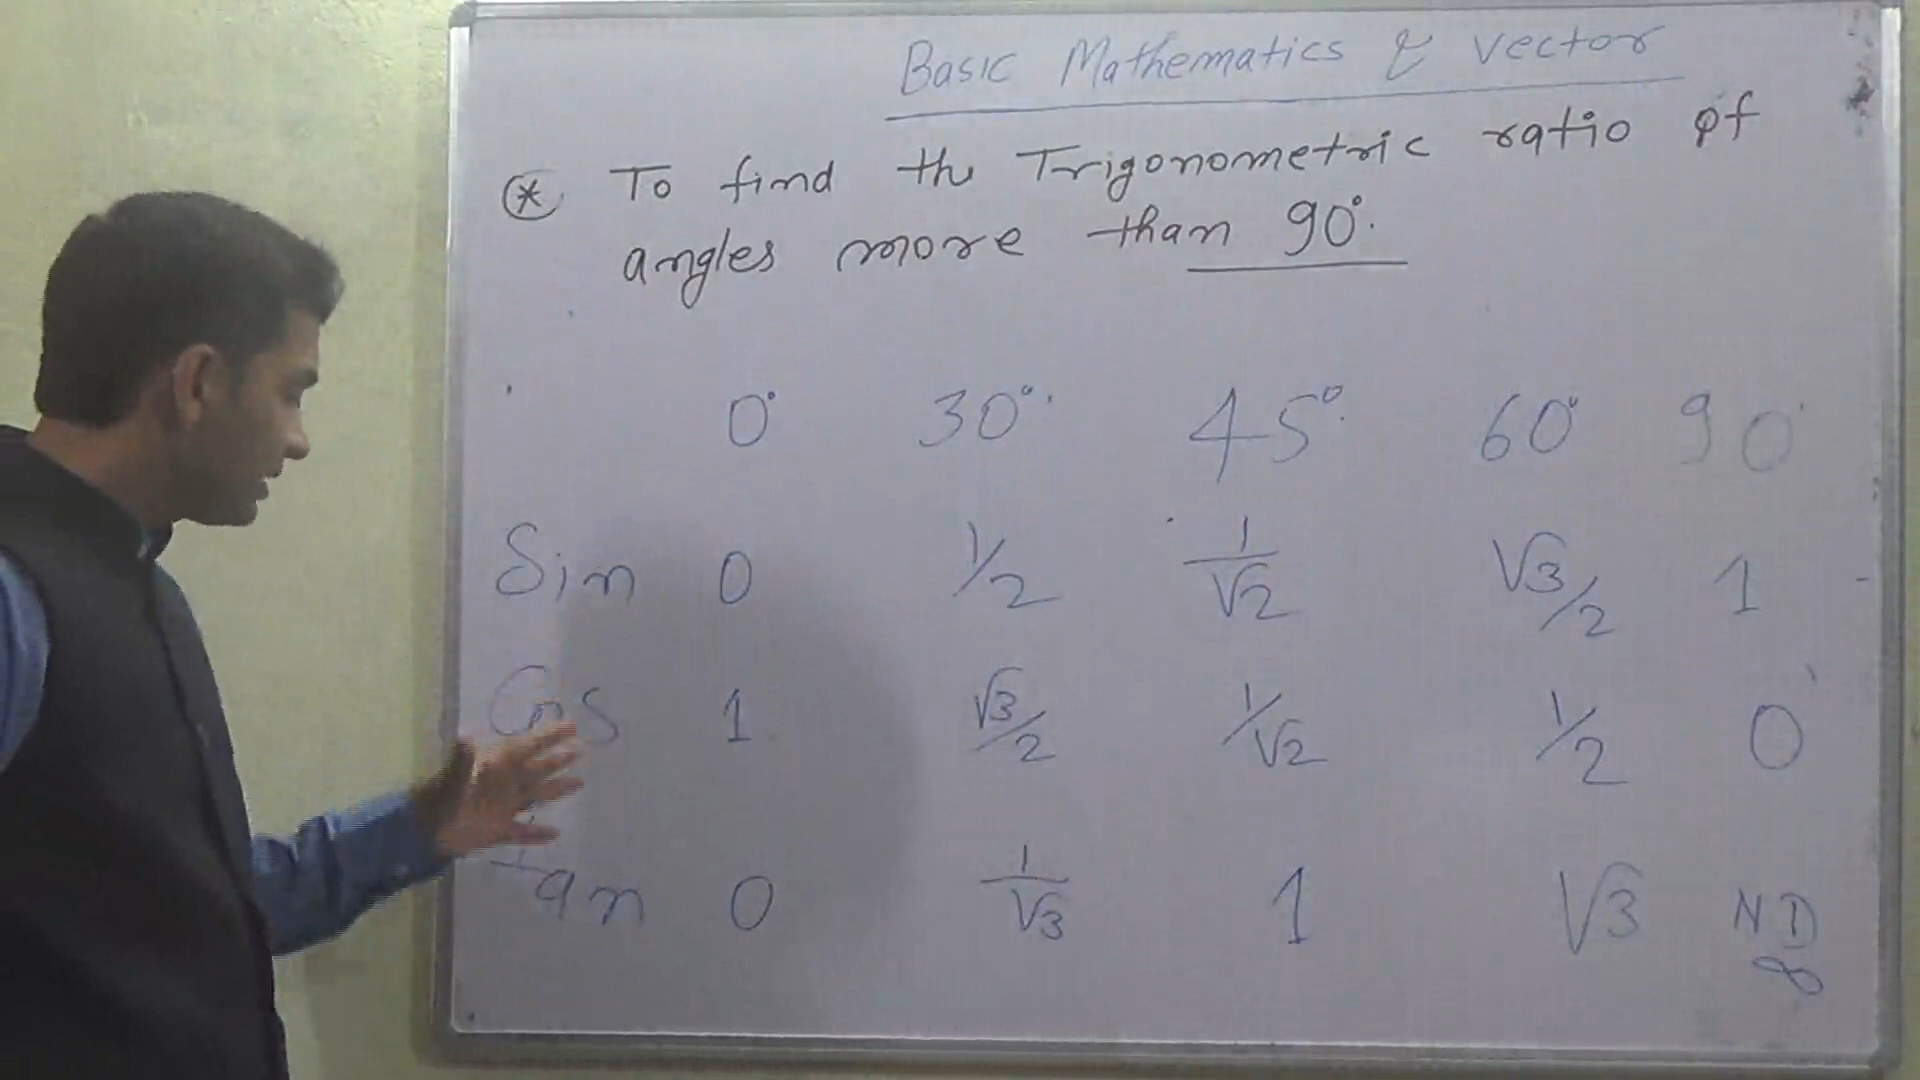 Basic Mathematics & Vector
* To find the Trigonometric ratio of
angles more than 90°.
0° 30° 45° 60° 90°
Sin 0 1/2 1/√2 √3/2 1
Cos 1 √3/2 1/√2 1/2 0
Tan 0 1/√3 1 √3 ND
∞